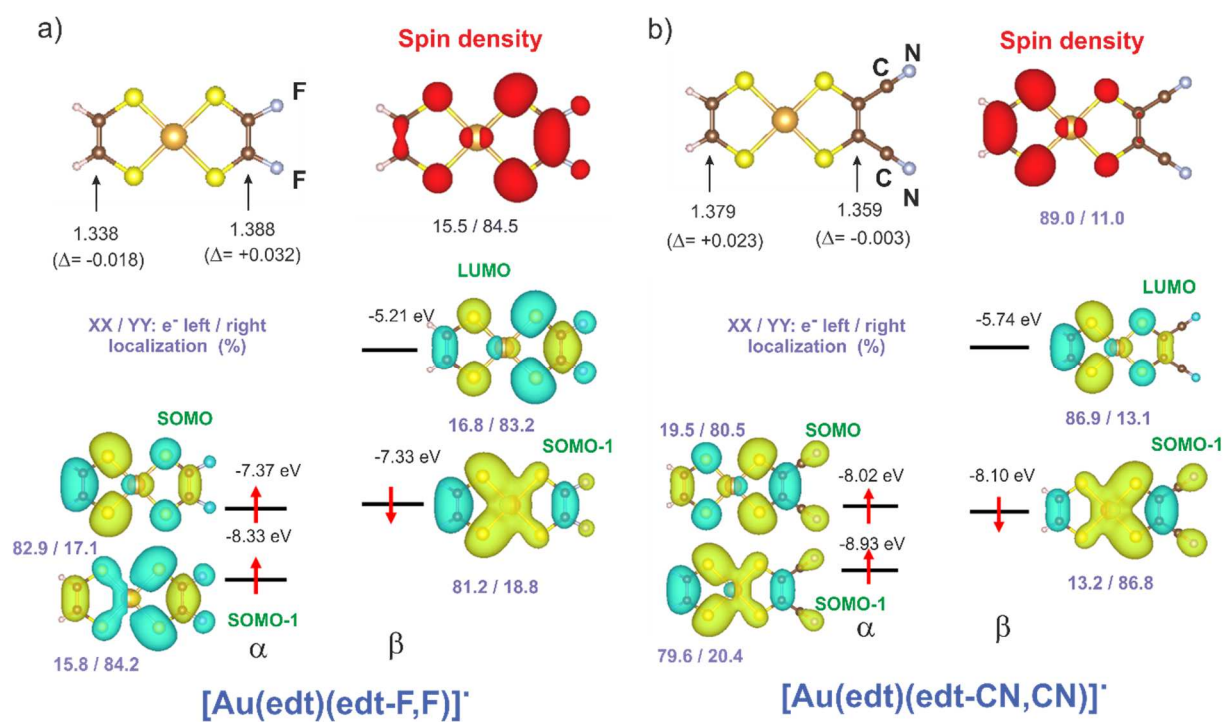 a)
Spin density
F
F
1.338
(Δ= -0.018)
1.388
(Δ= +0.032)
15.5 / 84.5
LUMO
-5.21 eV
XX / YY: e⁻ left / right
localization (%)
16.8 / 83.2
SOMO
-7.37 eV
-7.33 eV
SOMO-1
82.9 / 17.1
-8.33 eV
81.2 / 18.8
SOMO-1
15.8 / 84.2
α
β
[Au(edt)(edt-F,F)]˙
b)
Spin density
C
N
C
N
1.379
(Δ= +0.023)
1.359
(Δ= -0.003)
89.0 / 11.0
LUMO
-5.74 eV
XX / YY: e⁻ left / right
localization (%)
86.9 / 13.1
19.5 / 80.5
SOMO
-8.02 eV
-8.10 eV
SOMO-1
-8.93 eV
13.2 / 86.8
SOMO-1
79.6 / 20.4
α
β
[Au(edt)(edt-CN,CN)]˙